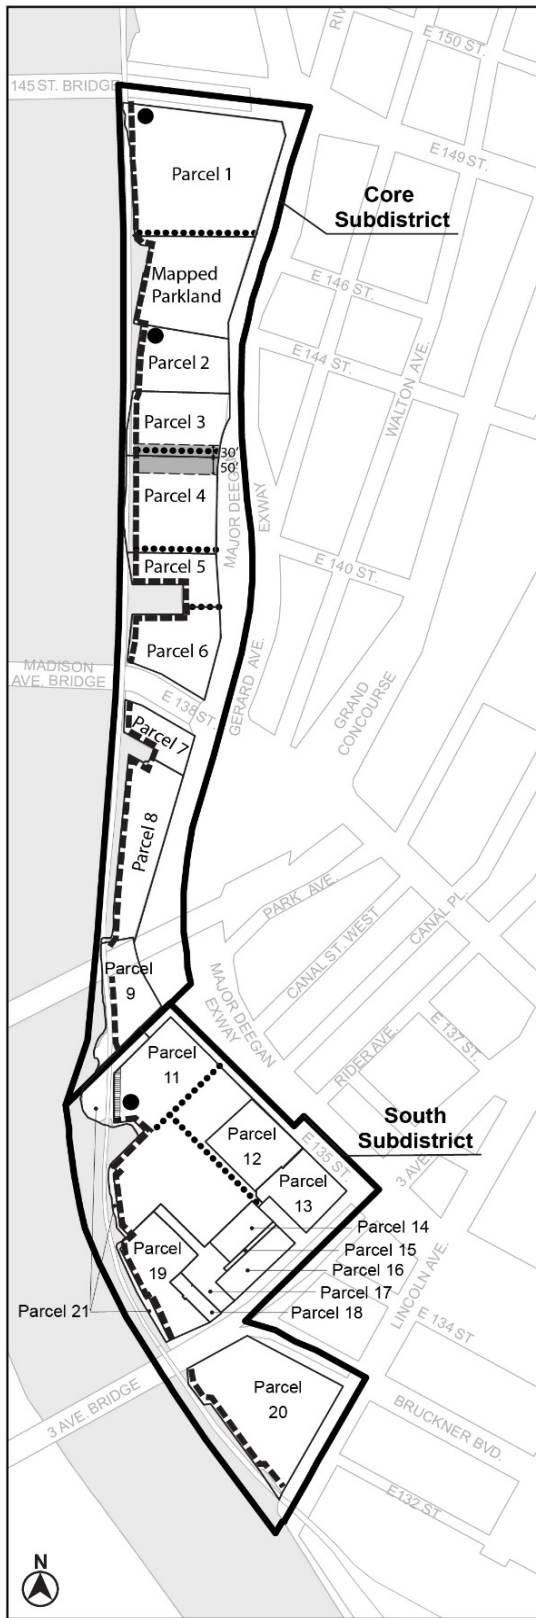 RIV
E 150 ST.
145 ST. BRIDGE
E 149 ST.
Parcel 1
Core
Subdistrict
Mapped
Parkland
E 146 ST.
E 144 ST.
Parcel 2
WALTON AVE.
Parcel 3
30'
50'
MAJOR DEEGAN
EXWAY
Parcel 4
E 140 ST.
Parcel 5
Parcel 6
MADISON
AVE. BRIDGE
E 138 ST.
GERARD AVE.
GRAND
CONCOURSE
Parcel 7
Parcel 8
PARK AVE.
CANAL ST. WEST
CANAL PL.
Parcel
9
MAJOR DEEGAN
EXWAY
E 137 ST.
RIDER AVE.
Parcel
11
South
Subdistrict
Parcel
12
E 135 ST.
3 AVE.
Parcel
13
Parcel 14
Parcel 15
Parcel 16
Parcel 17
Parcel 18
Parcel
19
Parcel 21
LINCOLN AVE.
E 134 ST
3 AVE. BRIDGE
Parcel
20
BRUCKNER BVD.
E 132 ST.
N